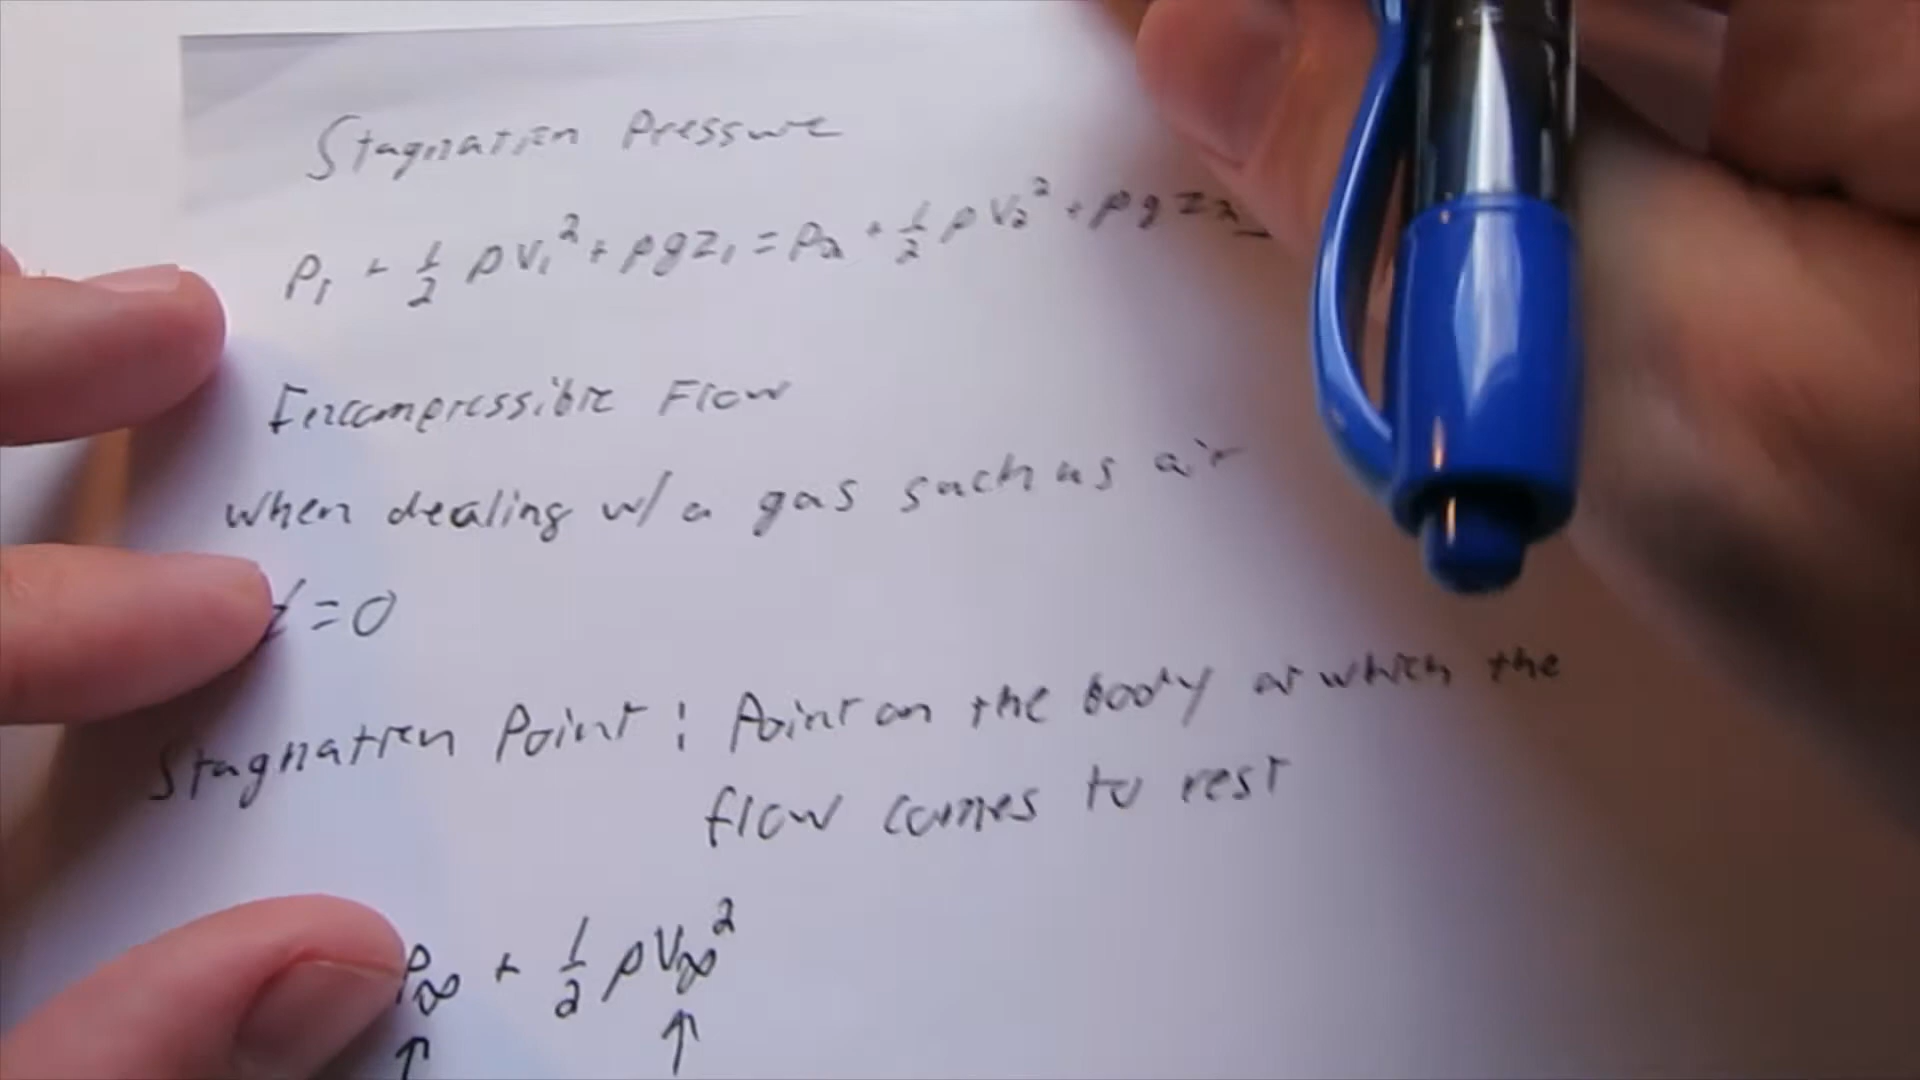 Stagnation Pressure
P₁ + 1/2 ρV₁² + ρgz₁ = P₂ + 1/2 ρV₂² + ρgz₂
Incompressible Flow
when dealing w/ a gas such as air
z = 0
Stagnation Point : Point on the body at which the
flow comes to rest
P∞ + 1/2 ρV∞²
↑ ↑